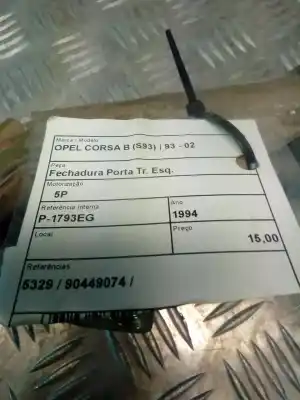 Marca - Modelo
OPEL CORSA B (S93) | 93 - 02
Peça
Fechadura Porta Tr. Esq.
Motorização
5P
Referência Interna
P-1793EG
Ano
1994
Local
Preço
15,00
Referências
5329 / 90449074 /